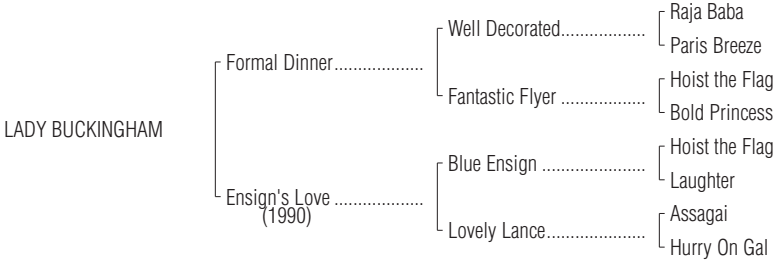 Raja Baba
Well Decorated....................
Paris Breeze
Formal Dinner....................
Hoist the Flag
Fantastic Flyer ..................
Bold Princess
LADY BUCKINGHAM
Hoist the Flag
Blue Ensign ......................
Laughter
Ensign's Love ...................
(1990)
Assagai
Lovely Lance.....................
Hurry On Gal